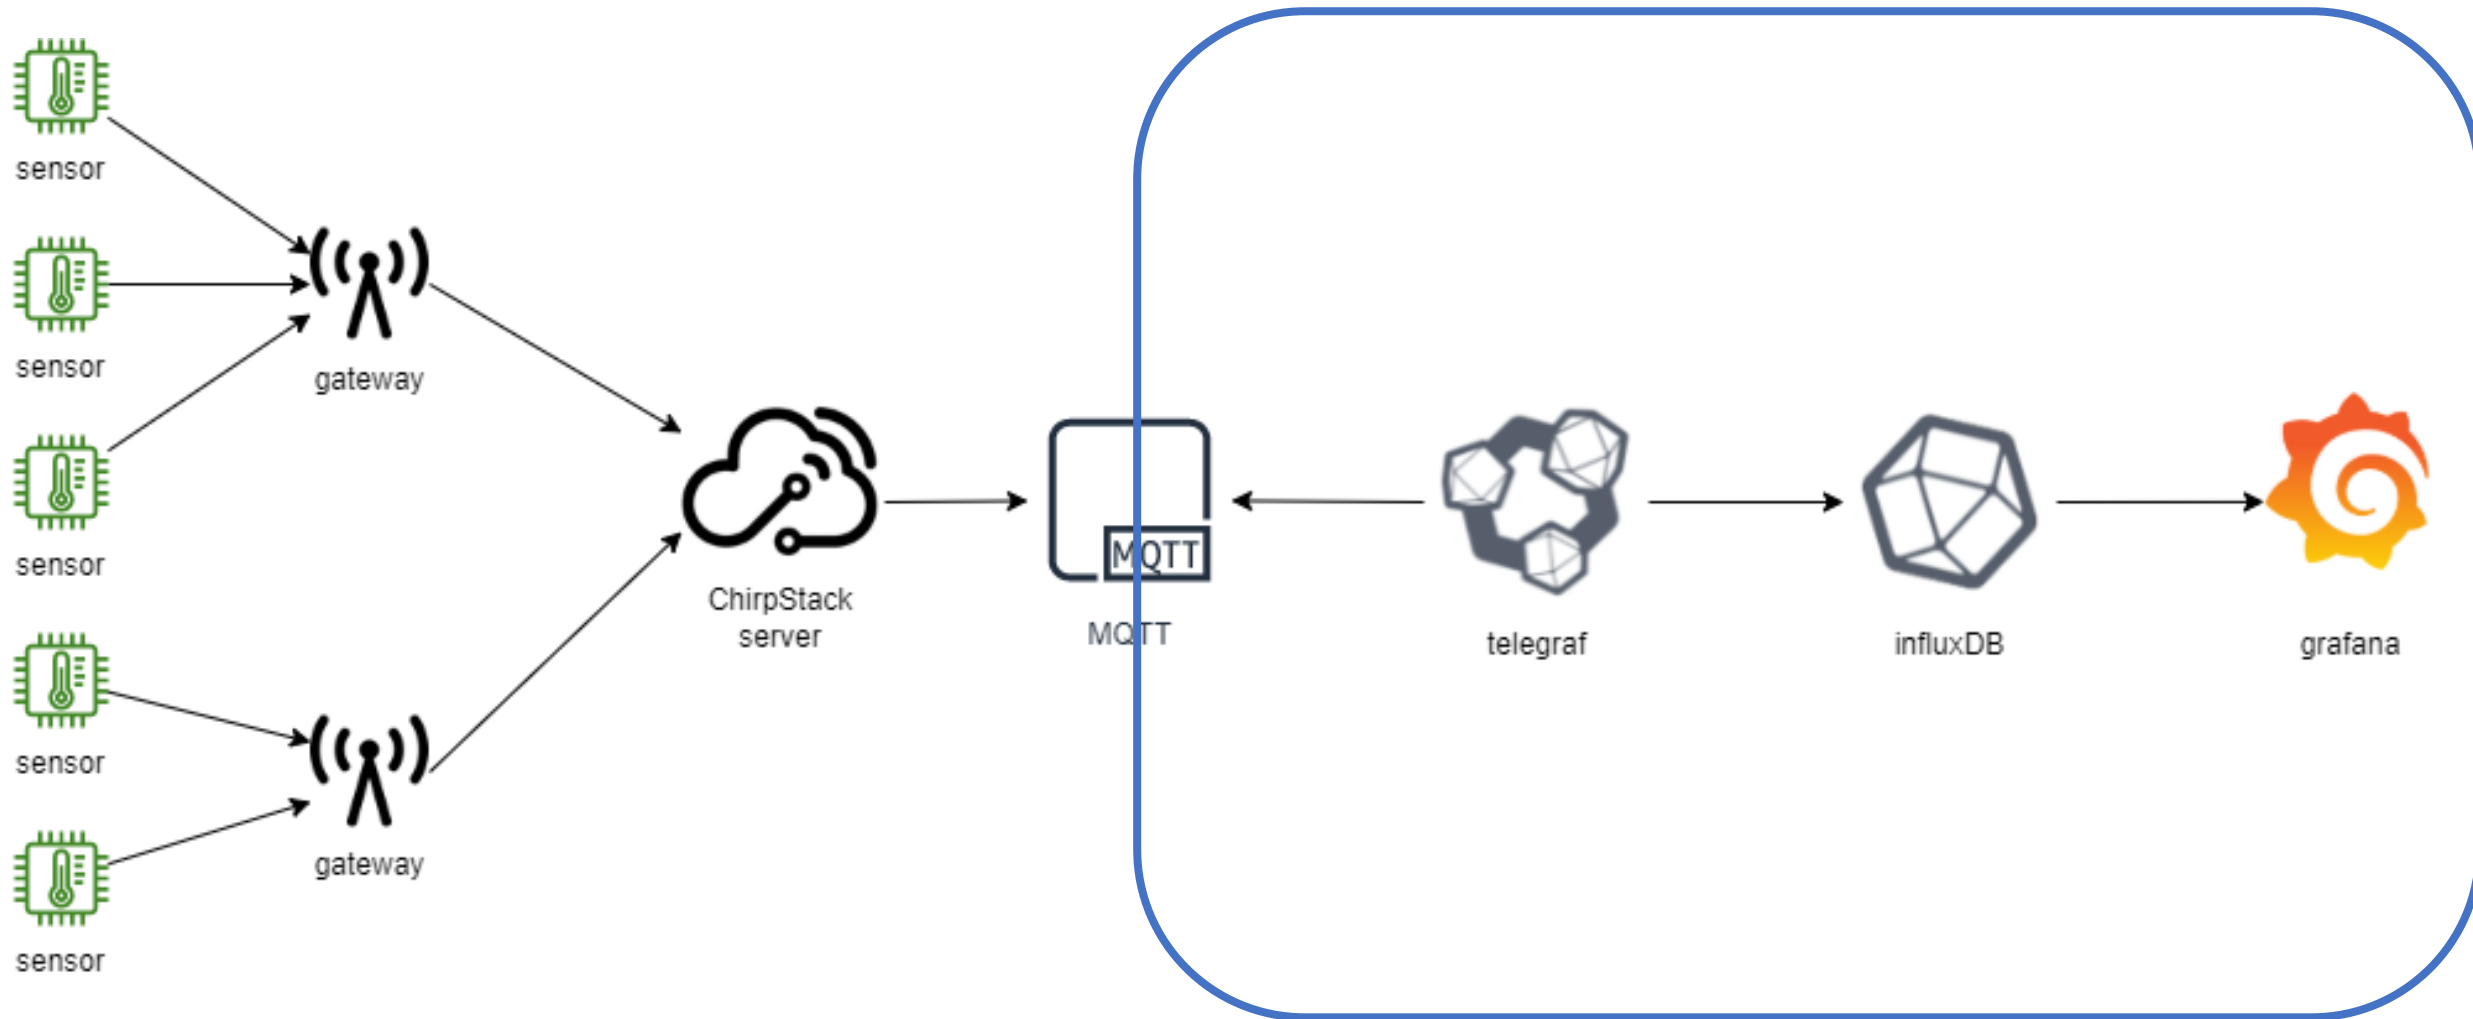 sensor
sensor
sensor
sensor
sensor
gateway
gateway
ChirpStack
server
MQTT
MQTT
telegraf
influxDB
grafana